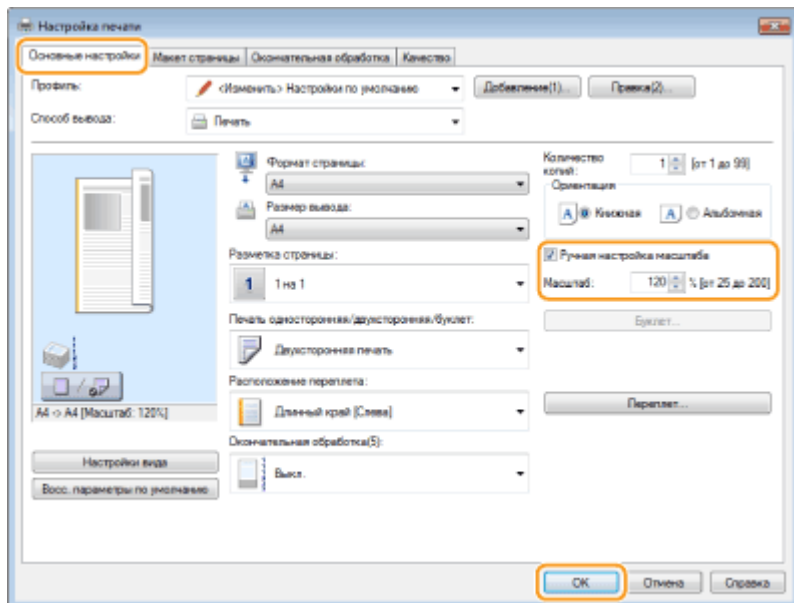 Настройка печати
Основные настройки Макет страницы Окончательная обработка Качество
Профиль: <Изменить> Настройки по умолчанию Добавление(1)... Правка(2)...
Способ вывода: Печать
Формат страницы:
A4
Размер вывода:
A4
Разметка страницы:
1 1 на 1
Печать односторонняя/двухсторонняя/буклет:
Двухсторонняя печать
Расположение переплета:
Длинный край [Слева]
Окончательная обработка(5):
Выкл.
Количество копий: 1 [от 1 до 99]
Ориентация
A Книжная A Альбомная
Ручная настройка масштаба
Масштаб: 120 % [от 25 до 200]
Буклет...
Переплет...
A4 -> A4 [Масштаб: 120%]
Настройки вида
Восс. параметры по умолчанию
OK Отмена Справка